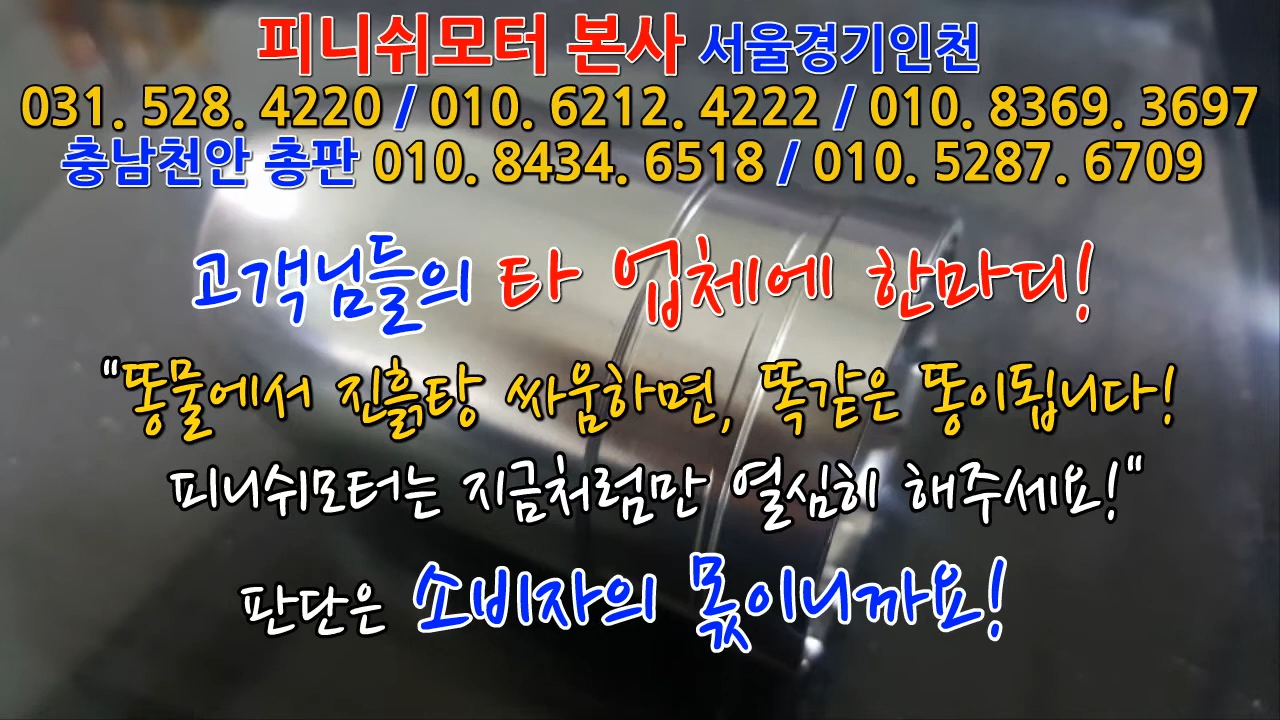 피니쉬모터 본사 서울경기인천
031. 528. 4220 / 010. 6212. 4222 / 010. 8369. 3697
충남천안 총판 010. 8434. 6518 / 010. 5287. 6709
고객님들의 타 업체에 한마디!
"똥물에서 진흙탕 싸움하면, 똑같은 똥이됩니다!
피니쉬모터는 지금처럼만 열심히 해주세요!"
판단은 소비자의 몫이니까요!